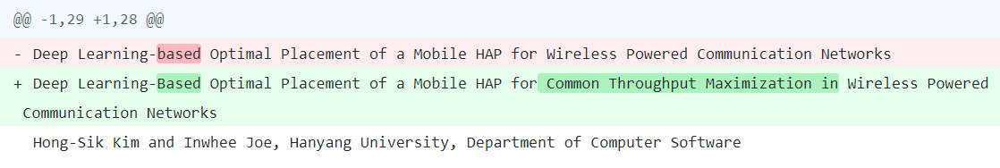 @@ -1,29 +1,28 @@
- Deep Learning-based Optimal Placement of a Mobile HAP for Wireless Powered Communication Networks
+ Deep Learning-Based Optimal Placement of a Mobile HAP for Common Throughput Maximization in Wireless Powered
Communication Networks
Hong-Sik Kim and Inwhee Joe, Hanyang University, Department of Computer Software